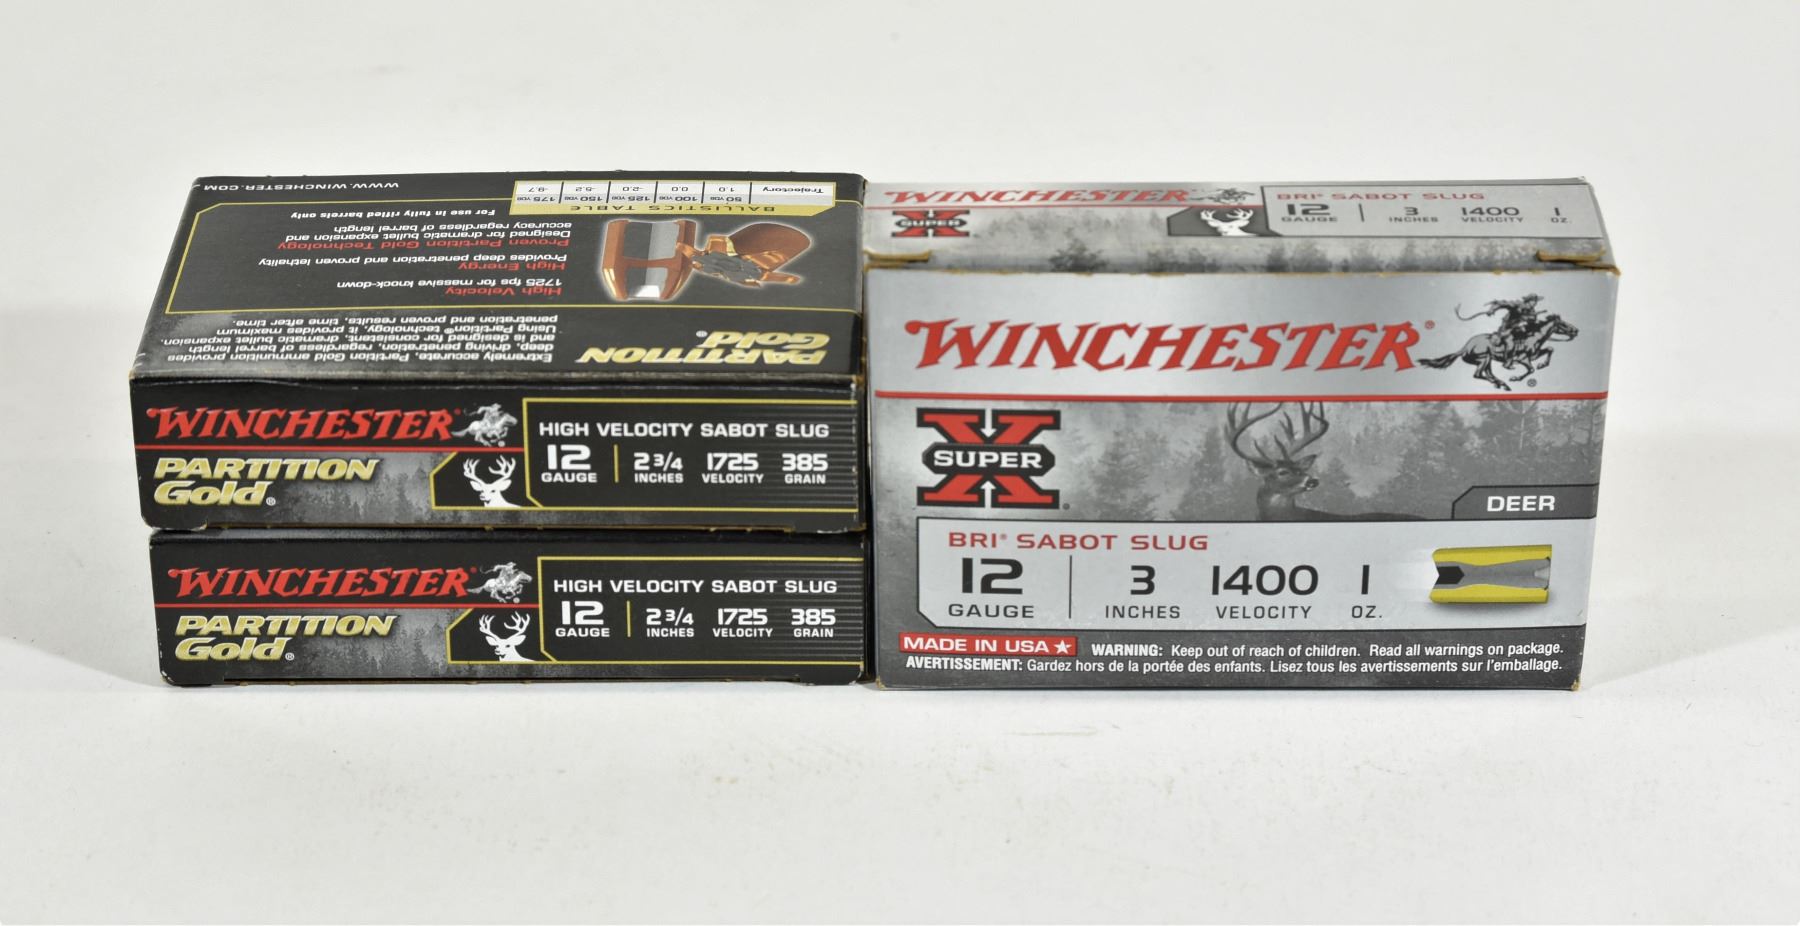 PARTITION
Gold®
Extremely accurate, Partition Gold ammunition provides
deep, driving penetration, regardless of barrel length
and is designed for consistent, dramatic bullet expansion.
Using Partition® technology, it provides maximum
penetration and proven results, time after time.
High Velocity
1725 fps for massive knock-down
High Energy
Provides deep penetration and proven lethality
Proven Partition Gold Technology
Designed for dramatic bullet expansion and
accuracy regardless of barrel length
For use in fully rifled barrels only
BALLISTICS TABLE
50 YDS 100 YDS 125 YDS 150 YDS 175 YDS
Trajectory 1.0 0.0 -2.0 -5.2 -9.7
WWW.WINCHESTER.COM
WINCHESTER®
PARTITION
Gold®
HIGH VELOCITY SABOT SLUG
12 2 3/4 1725 385
GAUGE INCHES VELOCITY GRAIN
WINCHESTER®
PARTITION
Gold®
HIGH VELOCITY SABOT SLUG
12 2 3/4 1725 385
GAUGE INCHES VELOCITY GRAIN
WINCHESTER
X
SUPER
BRI® SABOT SLUG
12 3 1400 1
GAUGE INCHES VELOCITY OZ.
WINCHESTER®
X
SUPER
DEER
BRI® SABOT SLUG
12 3 1400 1
GAUGE INCHES VELOCITY OZ.
MADE IN USA ★ WARNING: Keep out of reach of children. Read all warnings on package.
AVERTISSEMENT: Gardez hors de la portée des enfants. Lisez tous les avertissements sur l'emballage.